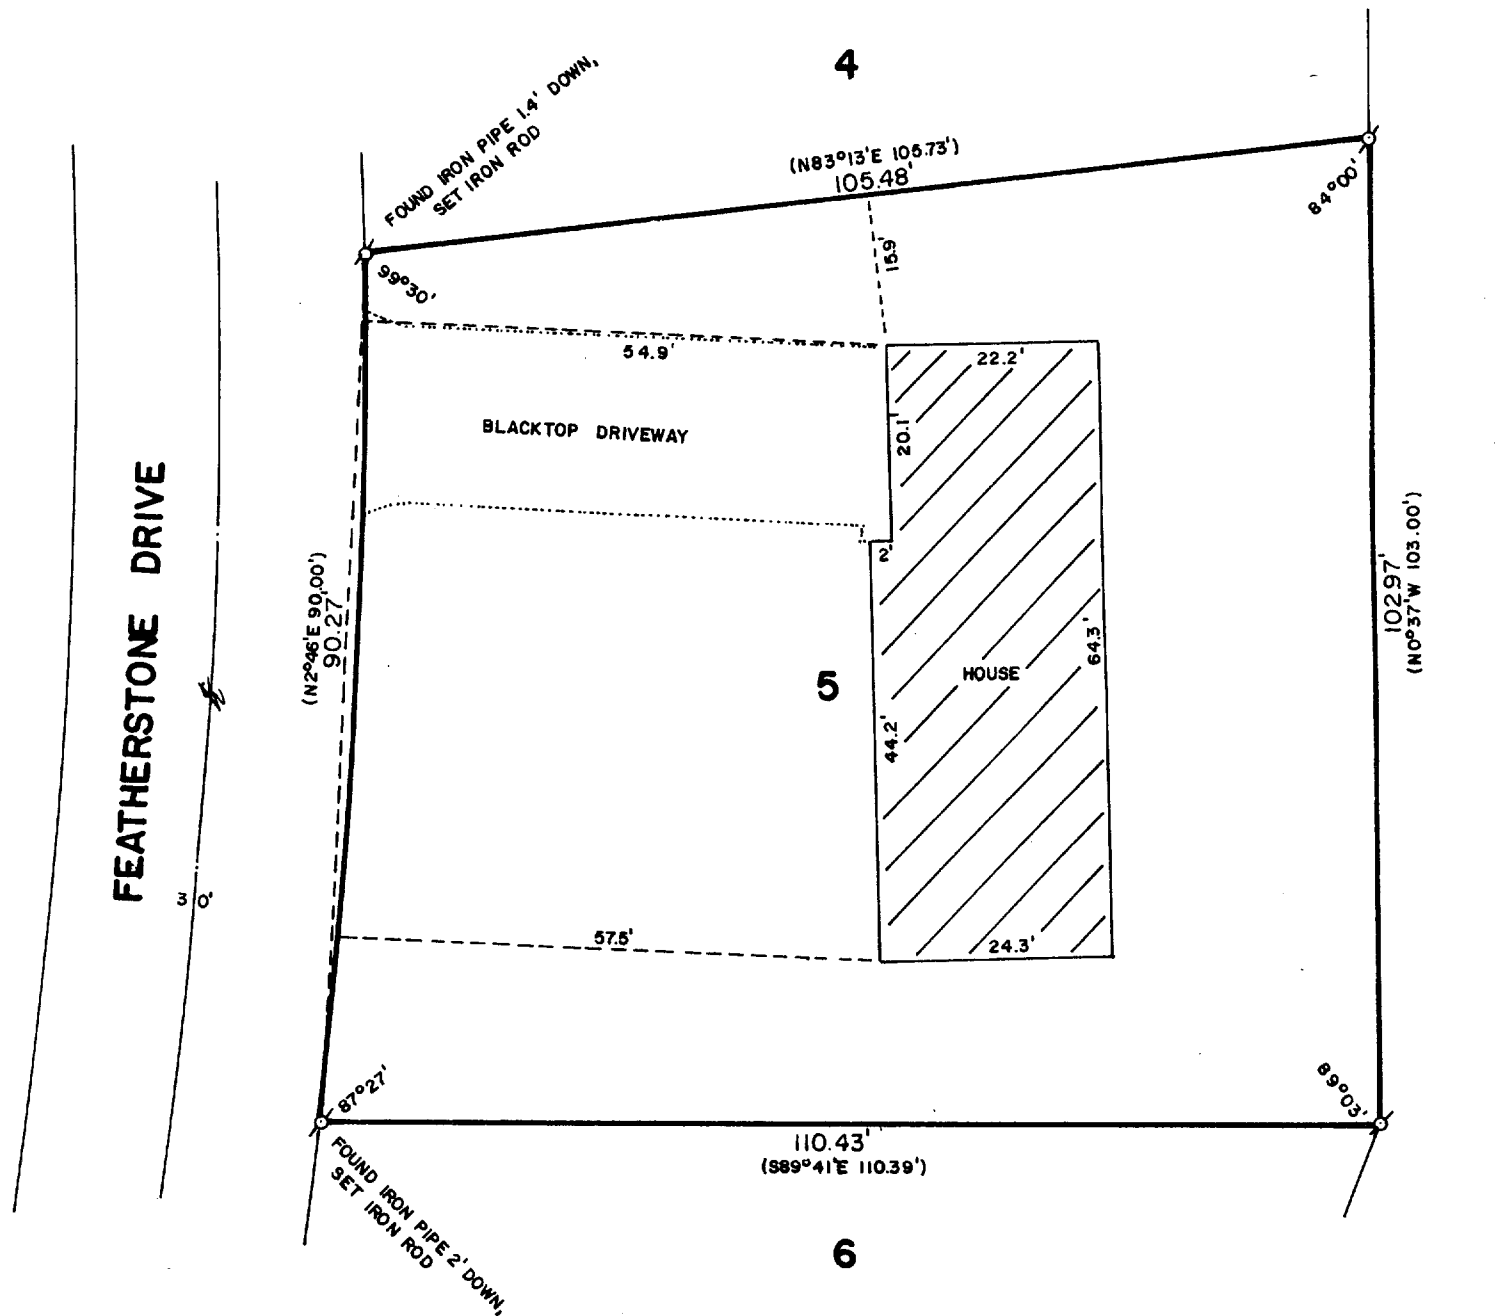 4
FOUND IRON PIPE 1.4' DOWN,
SET IRON ROD
(N83°13'E 105.73')
105.48'
84°00'
99°30'
15.9'
54.9'
22.2'
BLACKTOP DRIVEWAY
20.1'
2'
FEATHERSTONE DRIVE
(N2°46'E 90.00')
90.27'
5
HOUSE
64.3'
44.2'
102.97'
(N0°37'W 103.00')
30'
57.5'
24.3'
87°27'
89°03'
110.43'
(S89°41'E 110.39')
FOUND IRON PIPE 2' DOWN,
SET IRON ROD
6